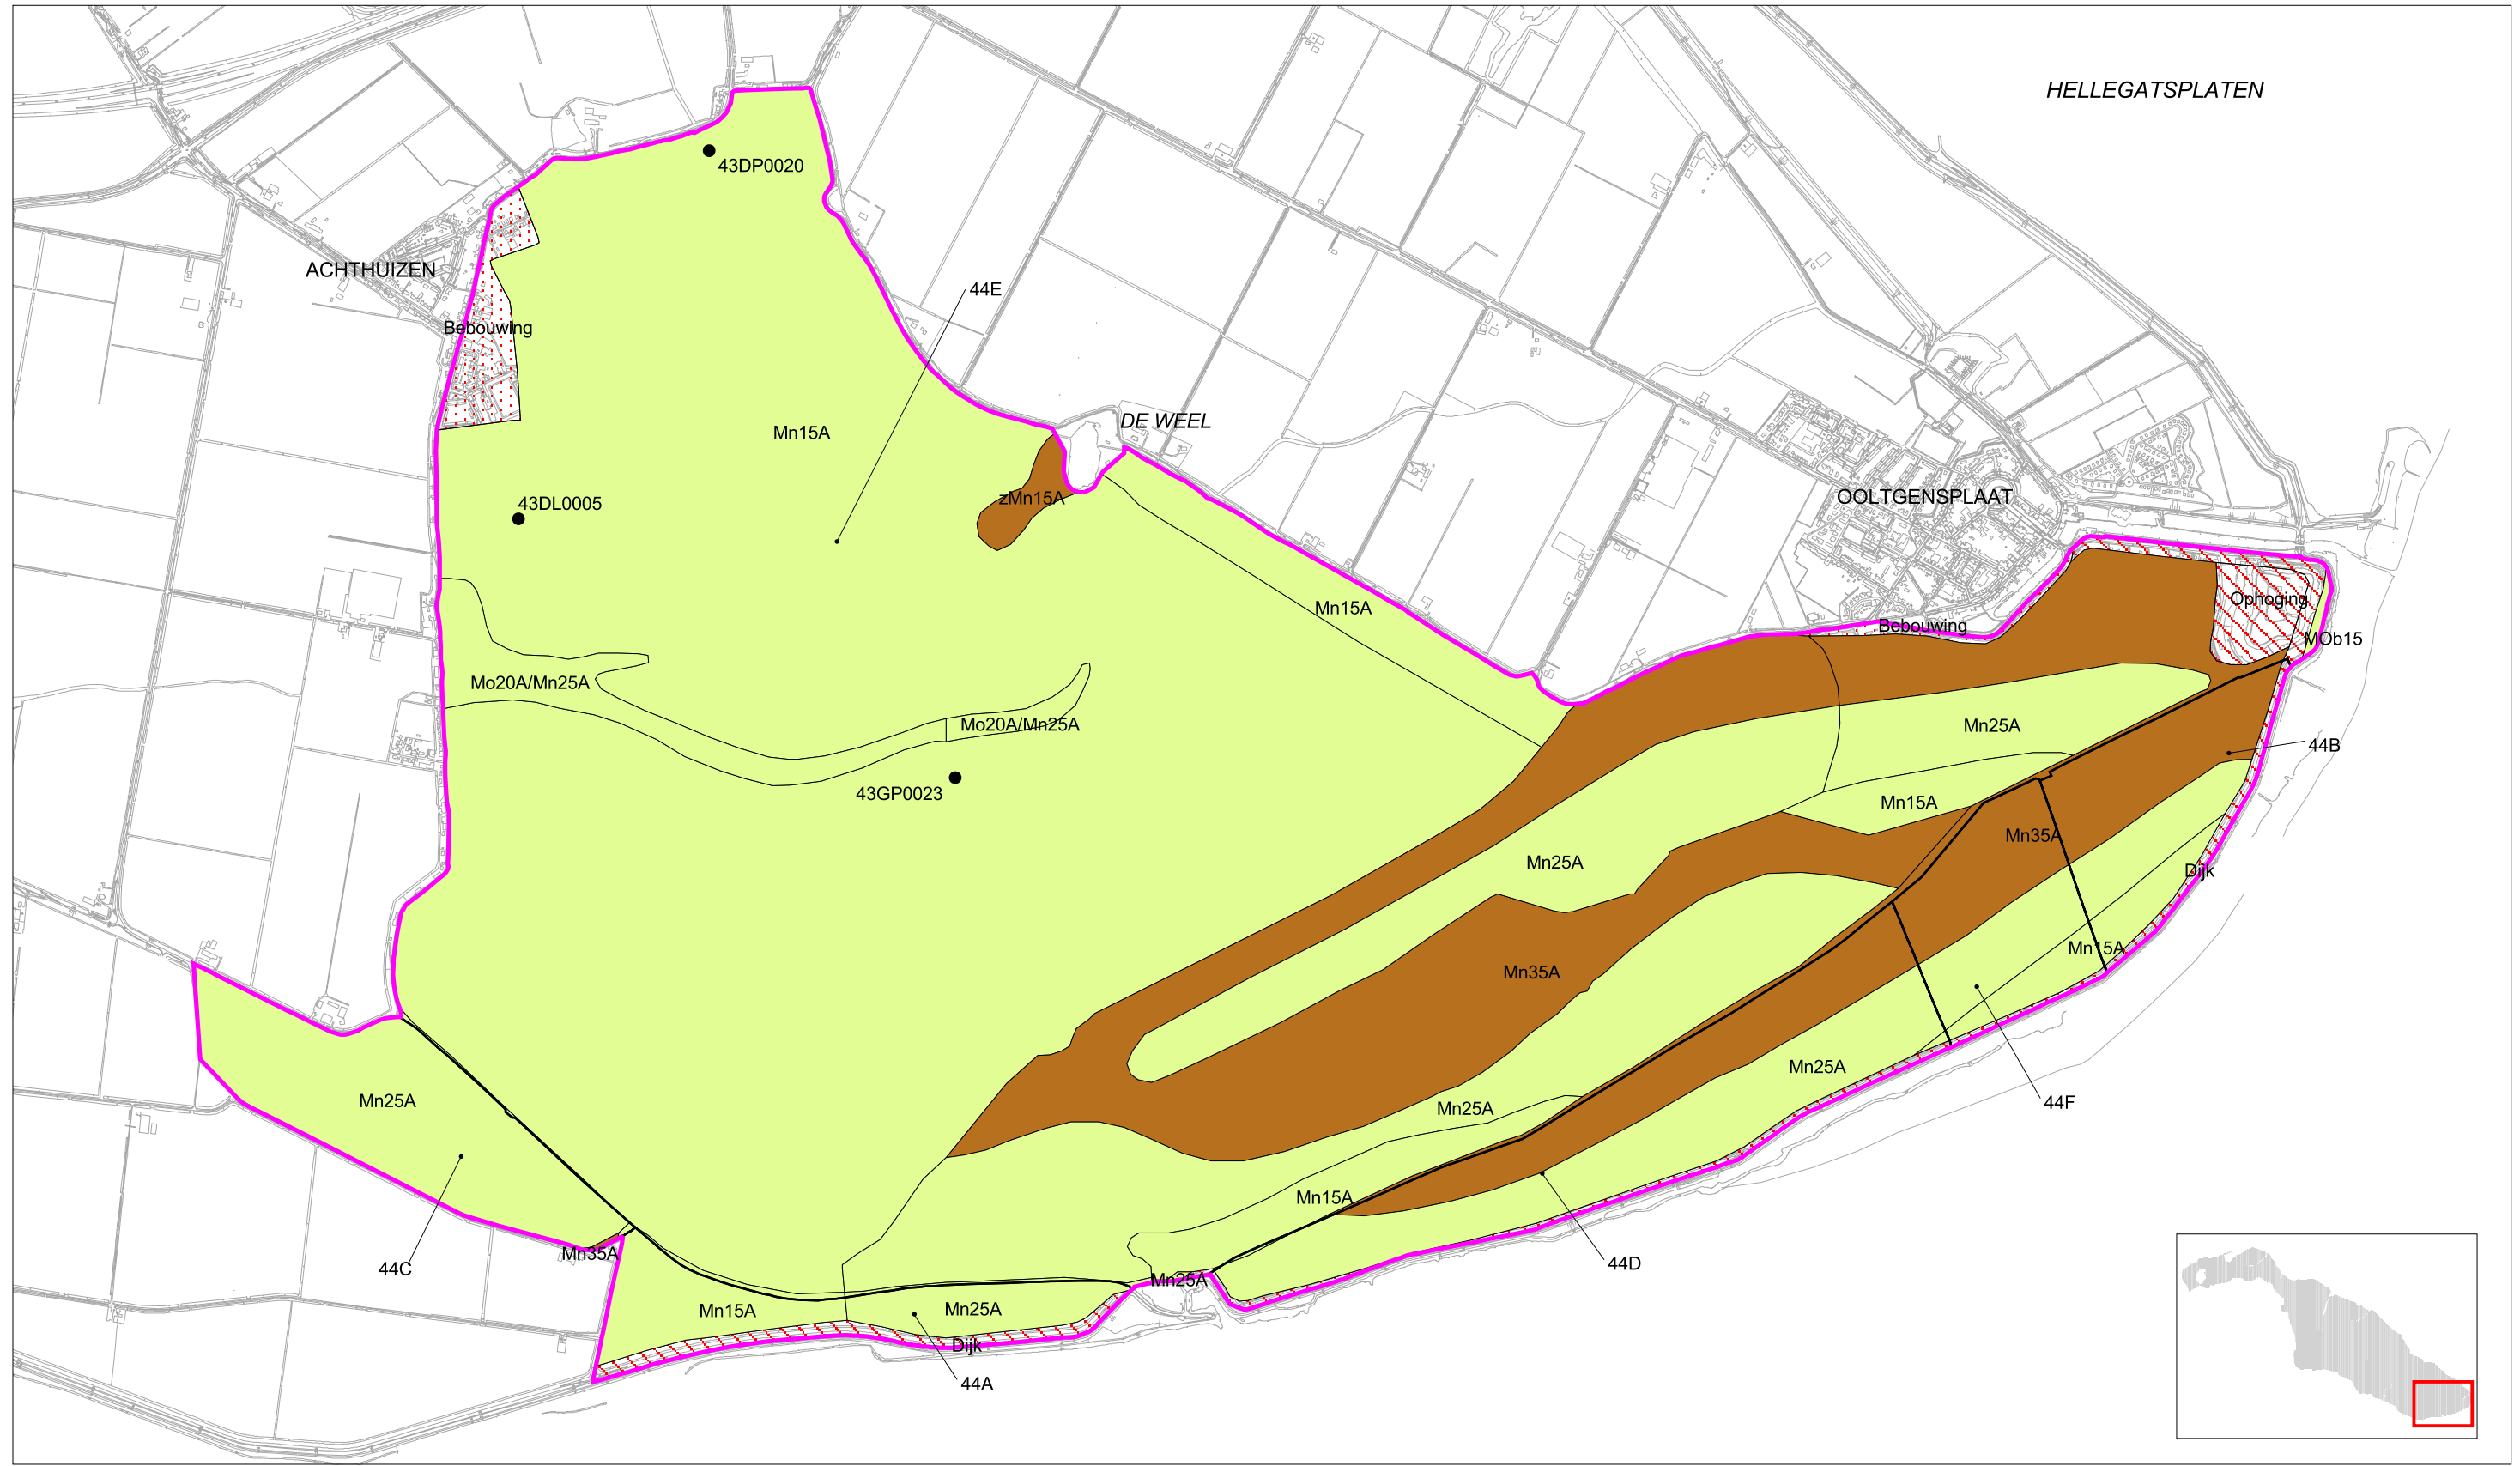 HELLEGATSPLATEN
43DP0020
ACHTHUIZEN
44E
Bebouwing
DE WEEL
Mn15A
zMn15A
OOLTGENSPLAAT
43DL0005
Ophoging
Mn15A
Bebouwing
MOb15
Mo20A/Mn25A
Mo20A/Mn25A
Mn25A
44B
43GP0023
Mn15A
Mn35A
Mn25A
Dijk
Mn15A
Mn35A
Mn25A
Mn25A
Mn25A
44F
Mn15A
Mn35A
44C
44D
Mn25A
Mn15A
Mn25A
Dijk
44A